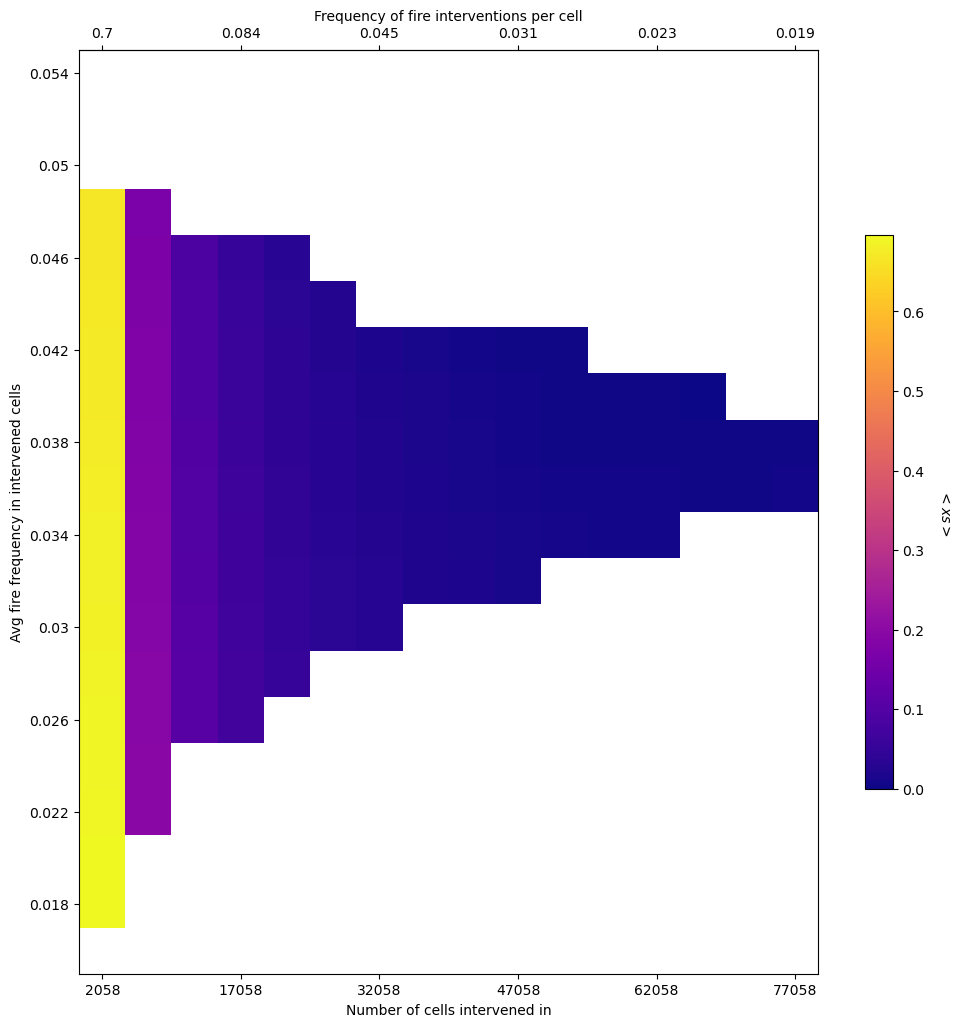 Frequency of fire interventions per cell
0.7 0.084 0.045 0.031 0.023 0.019
Avg fire frequency in intervened cells
0.054
0.05
0.046
0.042
0.038
0.034
0.03
0.026
0.022
0.018
2058 17058 32058 47058 62058 77058
Number of cells intervened in
0.6
0.5
0.4
0.3
0.2
0.1
0.0
< sx >